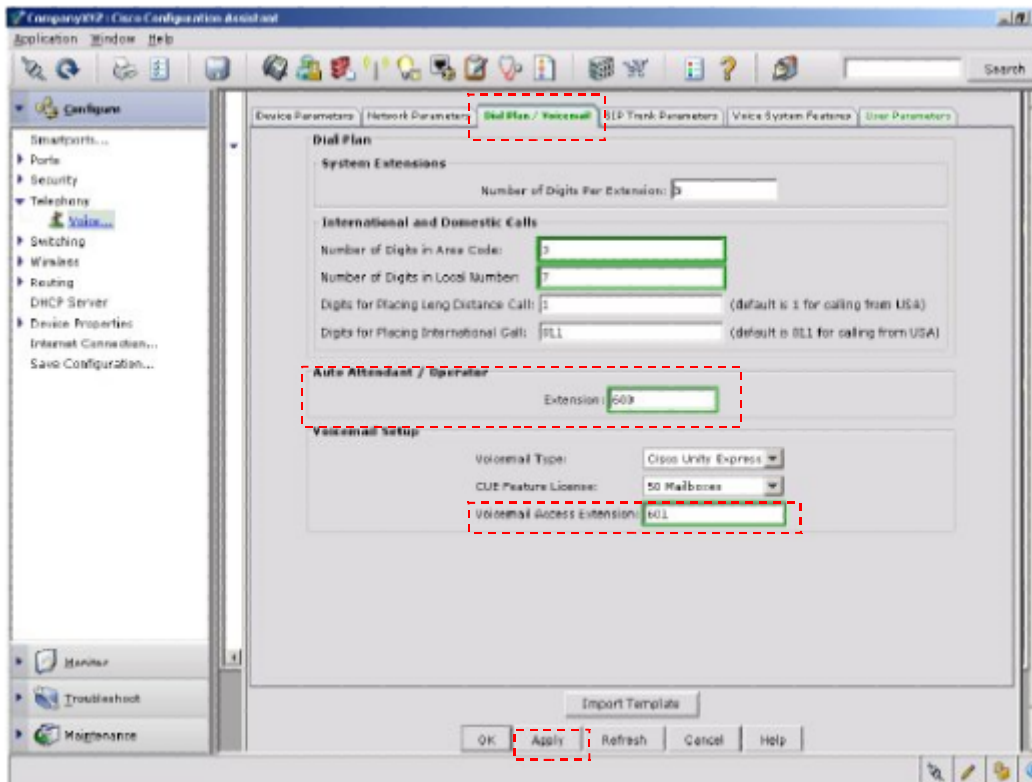 CompanyXYZ : Cisco Configuration Assistant
Application Window Help
Search
Configure
Smartports...
Ports
Security
Telephony
Voice...
Switching
Wireless
Routing
DHCP Server
Device Properties
Internet Connection...
Save Configuration...
Monitor
Troubleshoot
Maintenance
Device Parameters Network Parameters Dial Plan / Voicemail SIP Trunk Parameters Voice System Features User Parameters
Dial Plan
System Extensions
Number of Digits Per Extension: 3
International and Domestic Calls
Number of Digits in Area Code: 3
Number of Digits in Local Number: 7
Digits for Placing Long Distance Call: 1 (default is 1 for calling from USA)
Digits for Placing International Call: 011 (default is 011 for calling from USA)
Auto Attendant / Operator
Extension:
Voicemail Setup
Voicemail Type: Cisco Unity Express
CUE Feature License: 50 Mailboxes
Voicemail Access Extension: 601
Import Template
OK Apply Refresh Cancel Help